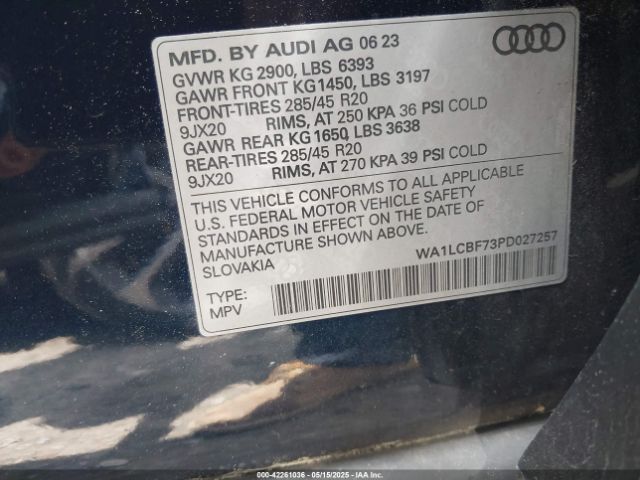 MFD. BY AUDI AG 06 23
GVWR KG 2900, LBS 6393
GAWR FRONT KG 1450, LBS 3197
FRONT-TIRES 285/45 R20
9JX20 RIMS, AT 250 KPA 36 PSI COLD
GAWR REAR KG 1650, LBS 3638
REAR-TIRES 285/45 R20
9JX20 RIMS, AT 270 KPA 39 PSI COLD
THIS VEHICLE CONFORMS TO ALL APPLICABLE
U.S. FEDERAL MOTOR VEHICLE SAFETY
STANDARDS IN EFFECT ON THE DATE OF
MANUFACTURE SHOWN ABOVE.
SLOVAKIA
WA1LCBF73PD027257
TYPE:
MPV
000-42261036 - 05/15/2025 - IAAI.COM